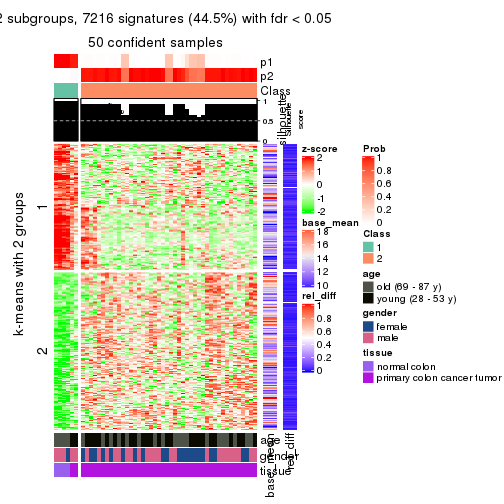 2 subgroups, 7216 signatures (44.5%) with fdr < 0.05
50 confident samples
p1
p2
Class
1
0.5
0
silhouette
silhouette
score
k-means with 2 groups
1
2
age
gender
tissue
base_mean
rel_diff
z-score
2
1
0
-1
-2
base_mean
18
16
14
12
10
rel_diff
1
0.8
0.6
0.4
0.2
0
Prob
1
0.8
0.6
0.4
0.2
0
Class
1
2
age
old (69 - 87 y)
young (28 - 53 y)
gender
female
male
tissue
normal colon
primary colon cancer tumor